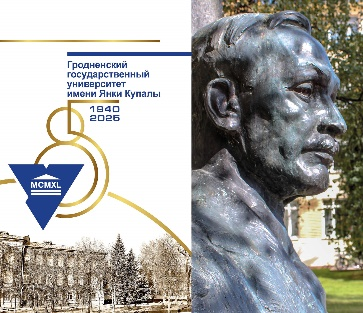 Гродненский
государственный
университет
имени Янки Купалы
1940
2025
MCMXL